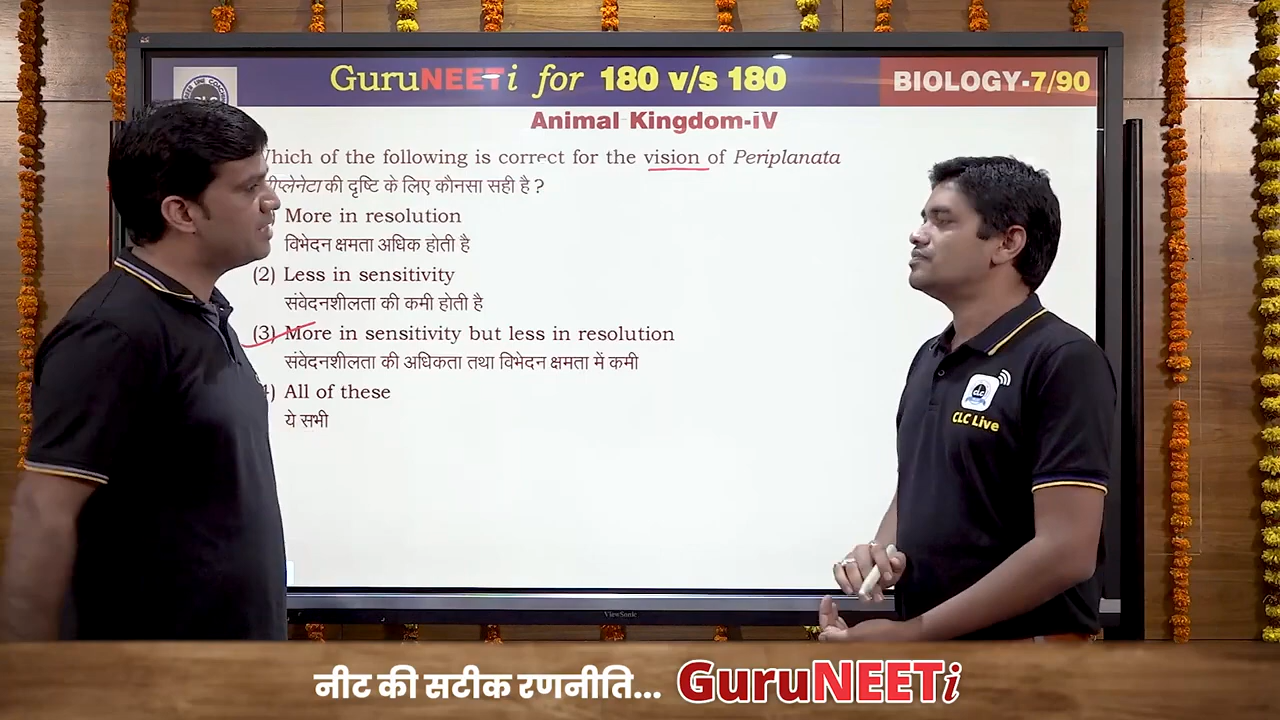 GuruNEETi for 180 v/s 180
BIOLOGY-7/90
Animal Kingdom-iV
Which of the following is correct for the vision of Periplanata
की दृष्टि के लिए कौनसा सही है ?
More in resolution
विभेदन क्षमता अधिक होती है
(2) Less in sensitivity
संवेदनशीलता की कमी होती है
(3) More in sensitivity but less in resolution
संवेदनशीलता की अधिकता तथा विभेदन क्षमता में कमी
All of these
ये सभी
CLC
CLC Live
ViewSonic
नीट की सटीक रणनीति... GuruNEETi